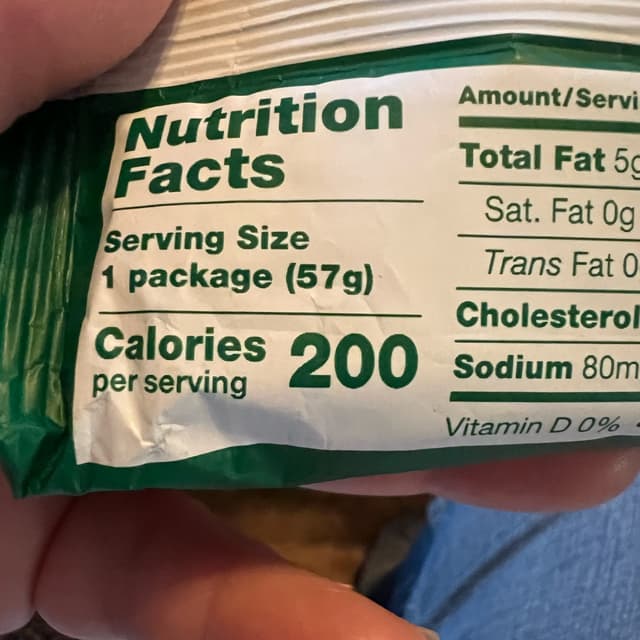 Nutrition
Facts
Serving Size
1 package (57g)
Calories 200
per serving
Amount/Servi
Total Fat 5g
Sat. Fat 0g
Trans Fat 0
Cholesterol
Sodium 80m
Vitamin D 0%